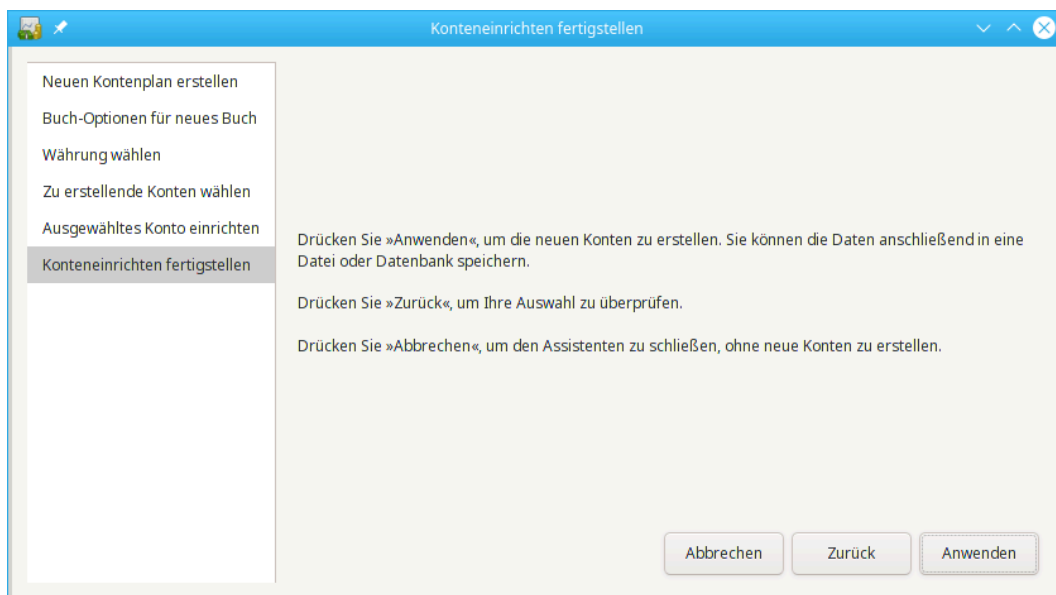 Konteneinrichten fertigstellen
Neuen Kontenplan erstellen
Buch-Optionen für neues Buch
Währung wählen
Zu erstellende Konten wählen
Ausgewähltes Konto einrichten
Konteneinrichten fertigstellen
Drücken Sie »Anwenden«, um die neuen Konten zu erstellen. Sie können die Daten anschließend in eine
Datei oder Datenbank speichern.
Drücken Sie »Zurück«, um Ihre Auswahl zu überprüfen.
Drücken Sie »Abbrechen«, um den Assistenten zu schließen, ohne neue Konten zu erstellen.
Abbrechen Zurück Anwenden